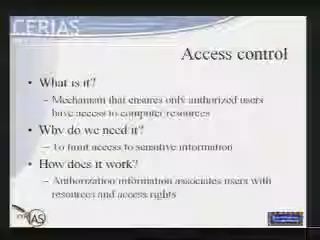 CERIAS
Access control
• What is it?
– Mechanism that ensures only authorized users
have access to computer resources
• Why do we need it?
– To limit access to sensitive information
• How does it work?
– Authorization information associates users with
resources and access rights